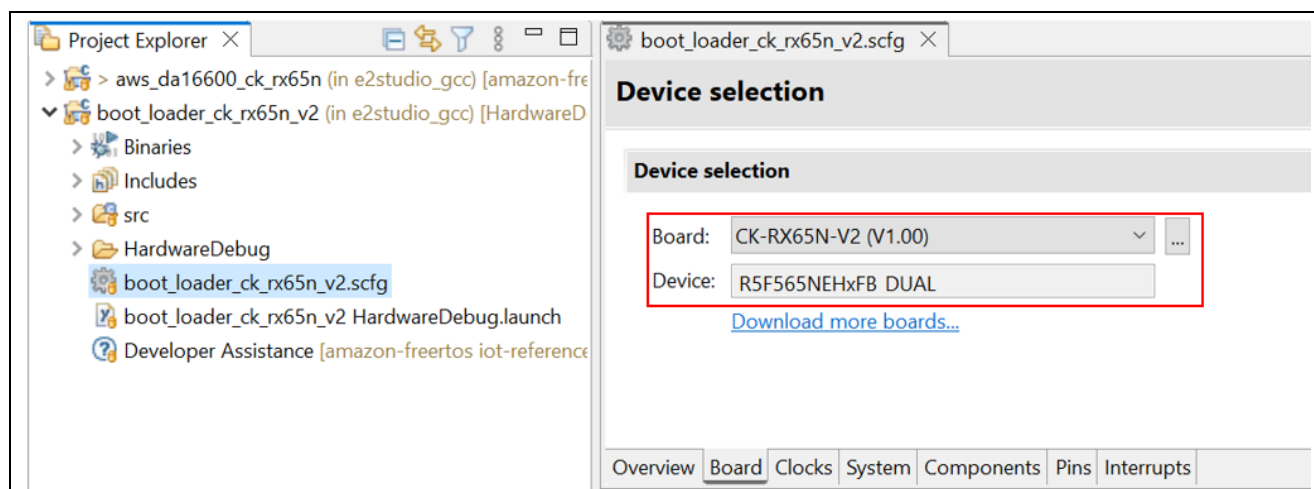 Project Explorer
> aws_da16600_ck_rx65n (in e2studio_gcc) [amazon-fre
boot_loader_ck_rx65n_v2 (in e2studio_gcc) [HardwareD
Binaries
Includes
src
HardwareDebug
boot_loader_ck_rx65n_v2.scfg
boot_loader_ck_rx65n_v2 HardwareDebug.launch
Developer Assistance [amazon-freertos iot-reference
boot_loader_ck_rx65n_v2.scfg
Device selection
Device selection
Board: CK-RX65N-V2 (V1.00) ...
Device: R5F565NEHxFB_DUAL
Download more boards...
Overview Board Clocks System Components Pins Interrupts